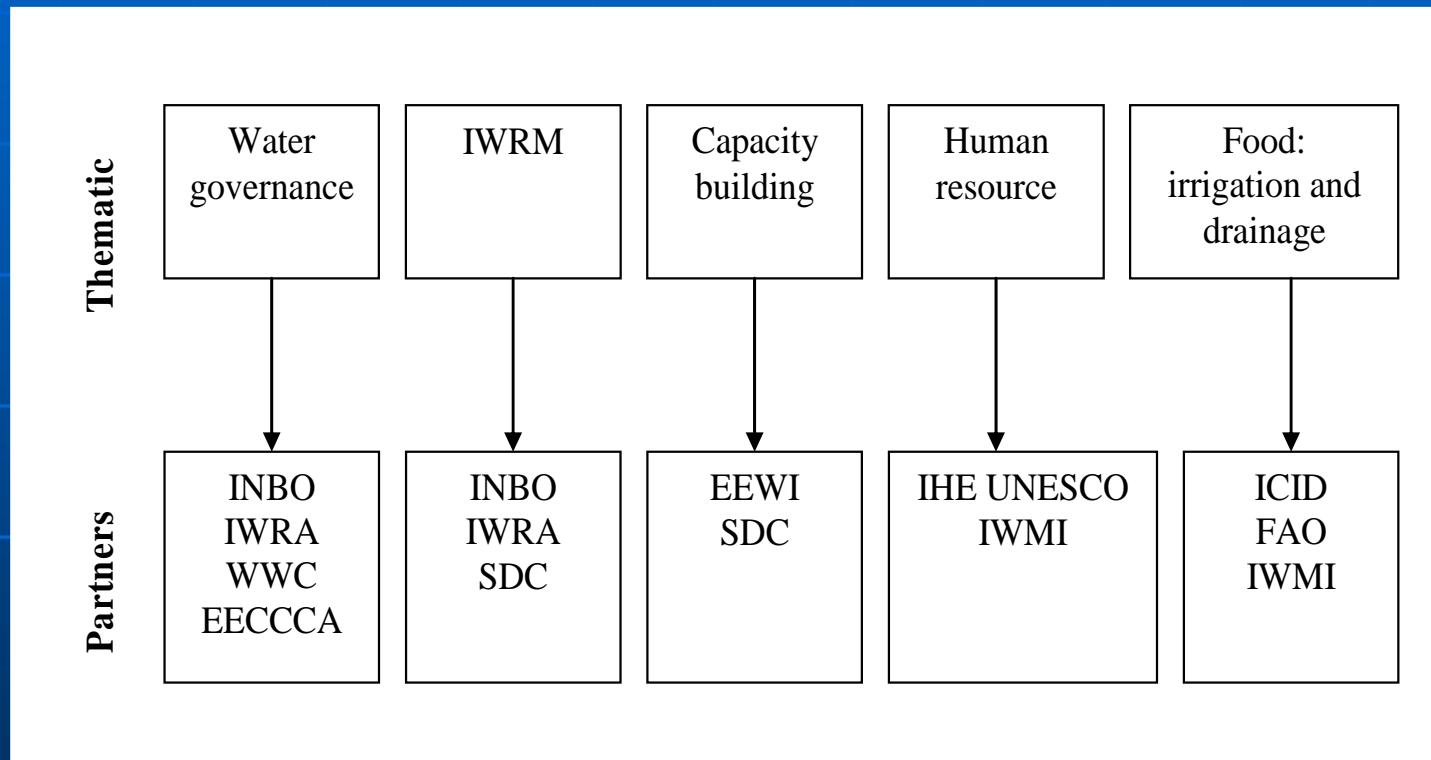 Thematic
Water
governance
IWRM
Capacity
building
Human
resource
Food:
irrigation and
drainage
Partners
INBO
IWRA
WWC
EECCCA
INBO
IWRA
SDC
EEWI
SDC
IHE UNESCO
IWMI
ICID
FAO
IWMI